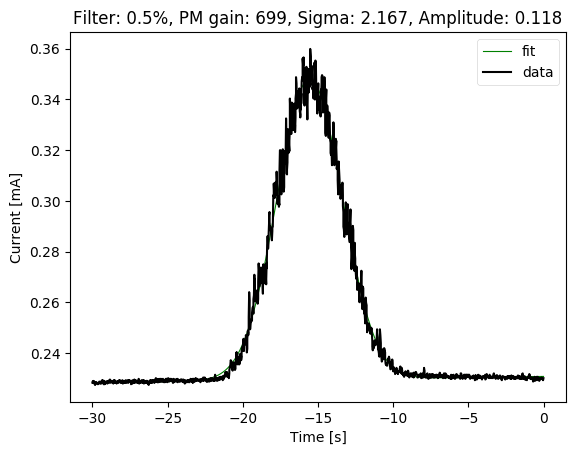 Filter: 0.5%, PM gain: 699, Sigma: 2.167, Amplitude: 0.118
fit
data
0.36
0.34
0.32
0.30
0.28
0.26
0.24
Current [mA]
−30 −25 −20 −15 −10 −5 0
Time [s]